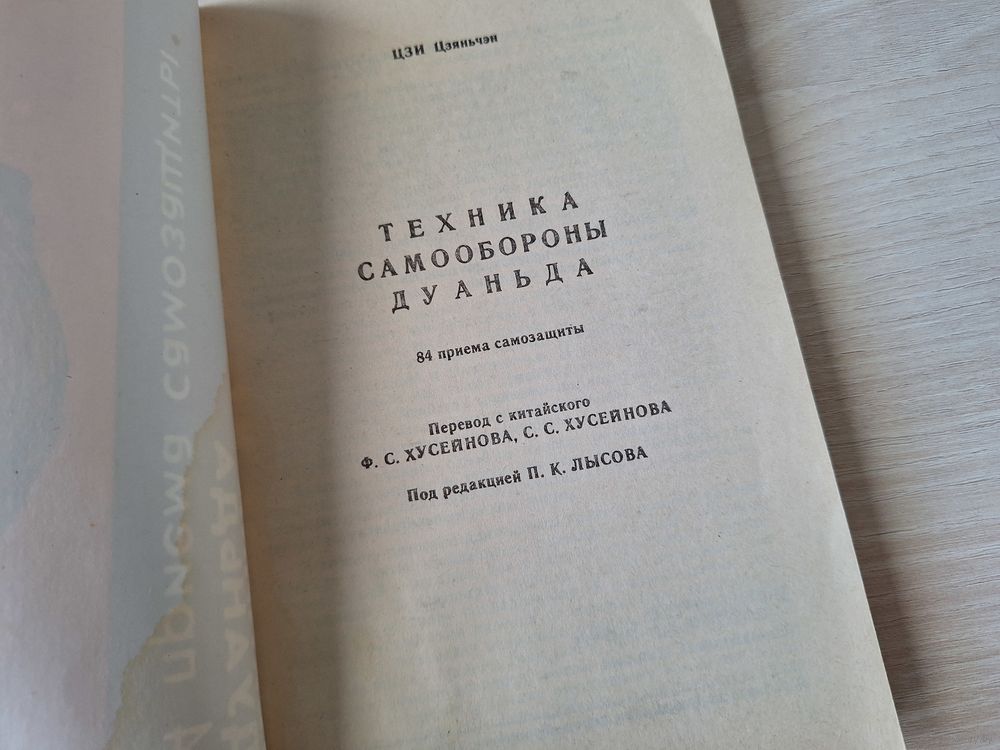 ЦЗИ Цзяньчэн
ТЕХНИКА
САМООБОРОНЫ
ДУАНЬДА
84 приема самозащиты
Перевод с китайского
Ф. С. ХУСЕЙНОВА, С. С. ХУСЕЙНОВА
Под редакцией П. К. ЛЫСОВА